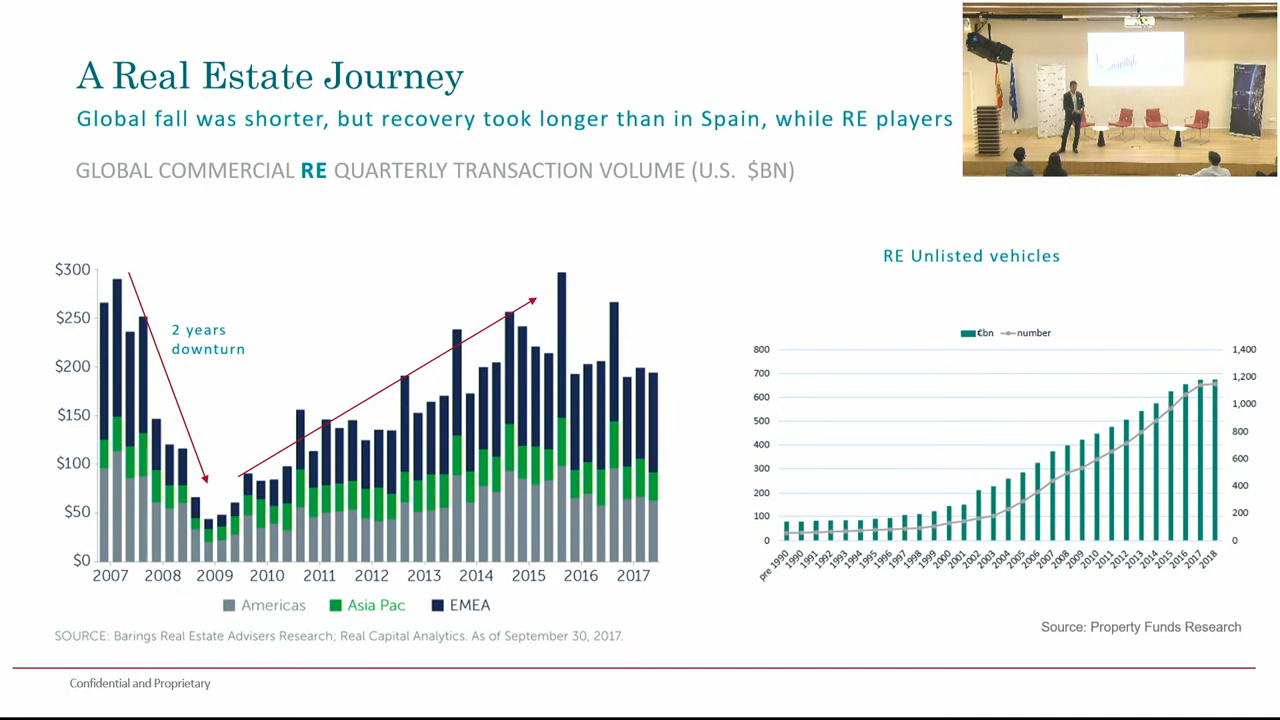 A Real Estate Journey
Global fall was shorter, but recovery took longer than in Spain, while RE players
GLOBAL COMMERCIAL RE QUARTERLY TRANSACTION VOLUME (U.S. $BN)
$300
$250
$200
$150
$100
$50
$0
2 years
downturn
2007 2008 2009 2010 2011 2012 2013 2014 2015 2016 2017
Americas Asia Pac EMEA
SOURCE: Barings Real Estate Advisers Research; Real Capital Analytics. As of September 30, 2017.
RE Unlisted vehicles
€bn number
800 1,400
700 1,200
600 1,000
500 800
400 600
300 400
200 200
100 0
0
pre 1990 1990 1991 1992 1993 1994 1995 1996 1997 1998 1999 2000 2001 2002 2003 2004 2005 2006 2007 2008 2009 2010 2011 2012 2013 2014 2015 2016 2017 2018
Source: Property Funds Research
Confidential and Proprietary